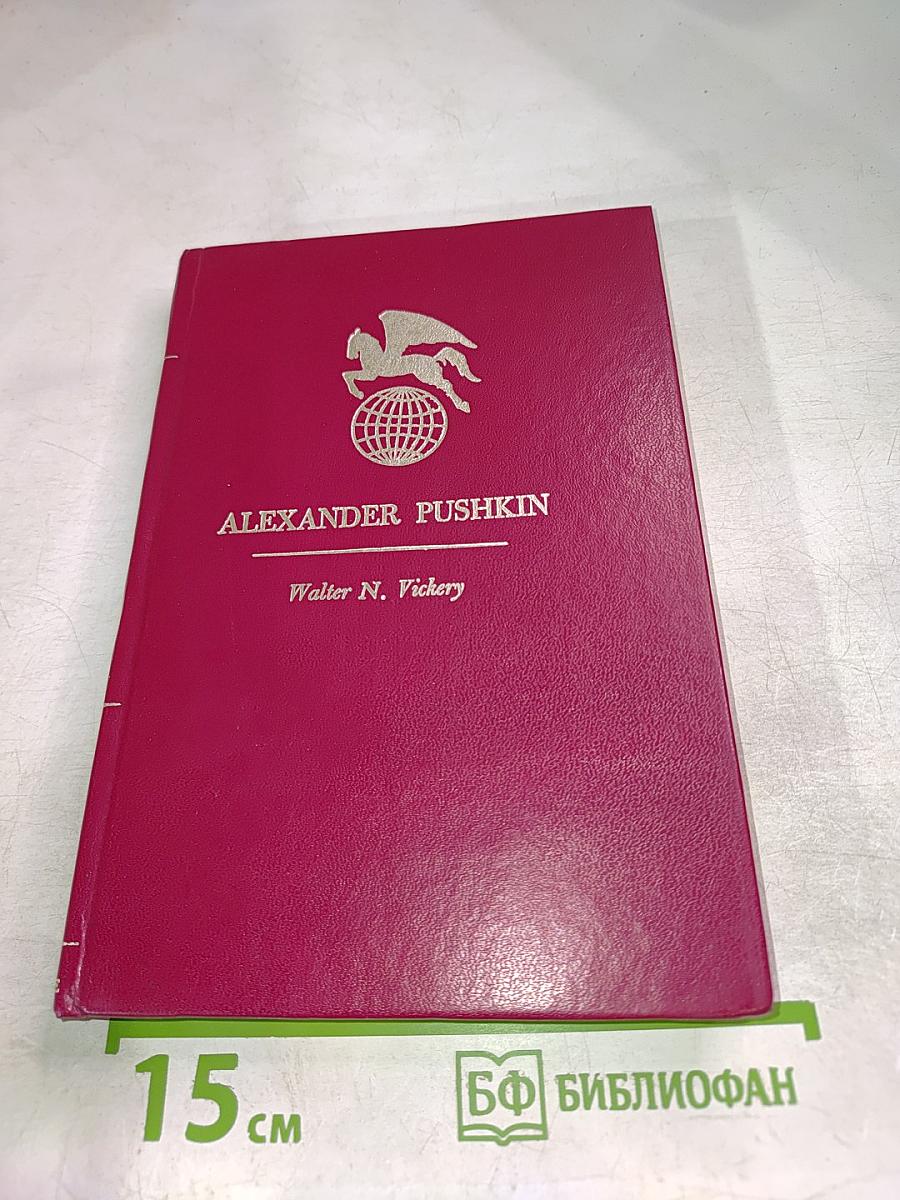 ALEXANDER PUSHKIN
Walter N. Vickery
15 см
БФ БИБЛИОФАН